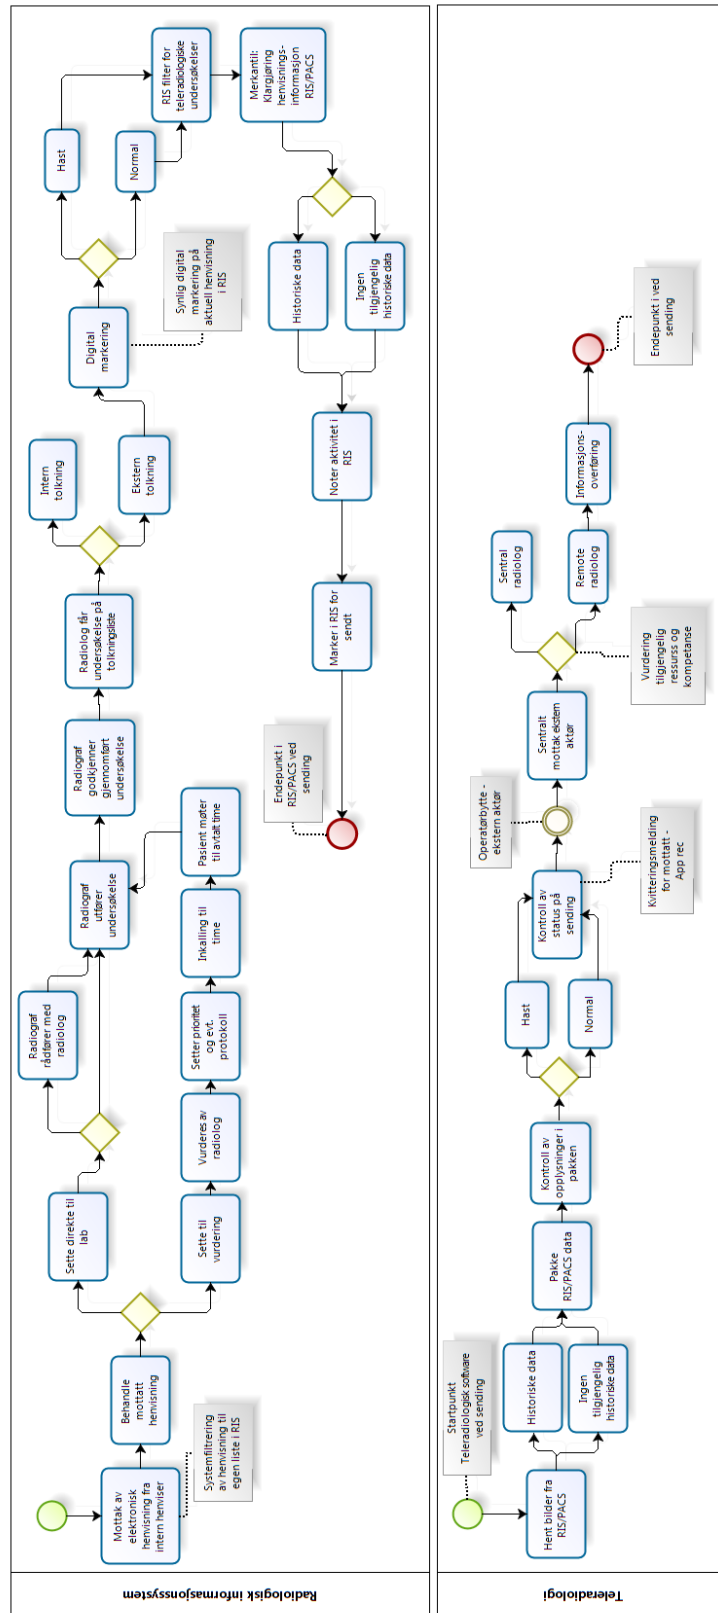 Radiologisk informasjonssystem
Mottak av
elektronisk
henvisning fra
intern henviser
Systemfiltrering
av henvisning til
egen liste i RIS
Behandle
mottatt
henvisning
Sette direkte til
lab
Sette til
vurdering
Vurderes av
radiolog
Setter prioritet
og evt.
protokoll
Inkalling til
time
Pasient møter
til avtalt time
Radiograf
rådfører med
radiolog
Radiograf
utfører
undersøkelse
Radiograf
godkjenner
gjennomført
undersøkelse
Radiolog får
undersøkelse på
tolkningsliste
Intern
tolkning
Ekstern
tolkning
Digital
markering
Synlig digital
markering på
aktuell henvisning
i RIS
Hast
Normal
RIS filter for
teleradiologiske
undersøkelser
Merkantil:
Klargjøring
henvisnings-
informasjon
RIS/PACS
Historiske data
Ingen
tilgjengelig
historiske data
Noter aktivitet i
RIS
Marker i RIS for
sendt
Endepunkt i
RIS/PACS ved
sending
Teleradiologi
Startpunkt
Teleradiologisk software
ved sending
Hent bilder fra
RIS/PACS
Historiske data
Ingen
tilgjengelig
historiske data
Pakke
RIS/PACS data
Kontroll av
opplysninger i
pakken
Hast
Normal
Kontroll av
status på
sending
Kvitteringsmelding
for mottatt -
App rec
Operatørbytte -
ekstern aktør
Sentralt
mottak ekstern
aktør
Vurdering
tilgjengelig
ressurss og
kompetanse
Sentral
radiolog
Remote
radiolog
Informasjons-
overføring
Endepunkt i ved
sending